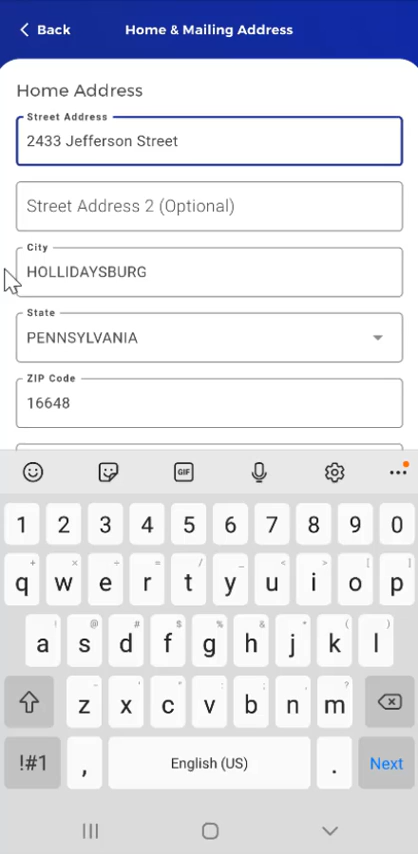 Back
Home & Mailing Address
Home Address
Street Address
2433 Jefferson Street
Street Address 2 (Optional)
City
HOLLIDAYSBURG
State
PENNSYLVANIA
ZIP Code
16648
GIF
1 2 3 4 5 6 7 8 9 0
+ × ÷ = / _ < > [ ]
q w e r t y u i o p
! @ # $ % ^ & * ( )
a s d f g h j k l
- ' " : ; , ?
z x c v b n m
!#1 , English (US) . Next